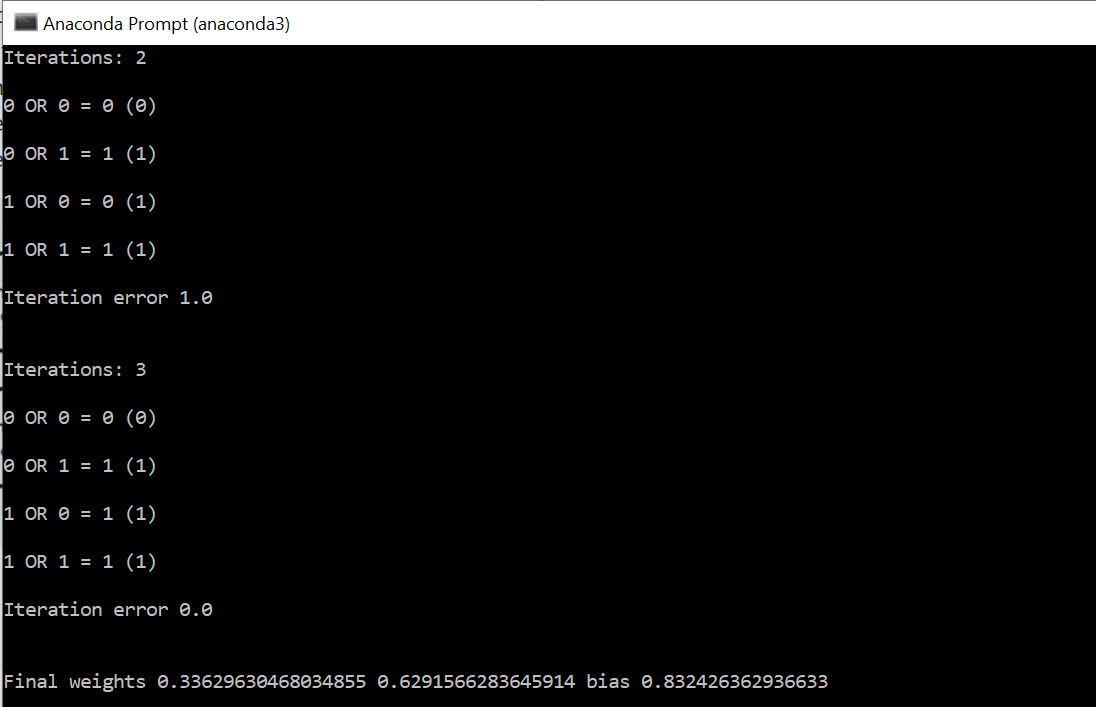 Anaconda Prompt (anaconda3)
Iterations: 2
0 OR 0 = 0 (0)
0 OR 1 = 1 (1)
1 OR 0 = 0 (1)
1 OR 1 = 1 (1)
Iteration error 1.0
Iterations: 3
0 OR 0 = 0 (0)
0 OR 1 = 1 (1)
1 OR 0 = 1 (1)
1 OR 1 = 1 (1)
Iteration error 0.0
Final weights 0.33629630468034855 0.6291566283645914 bias 0.832426362936633